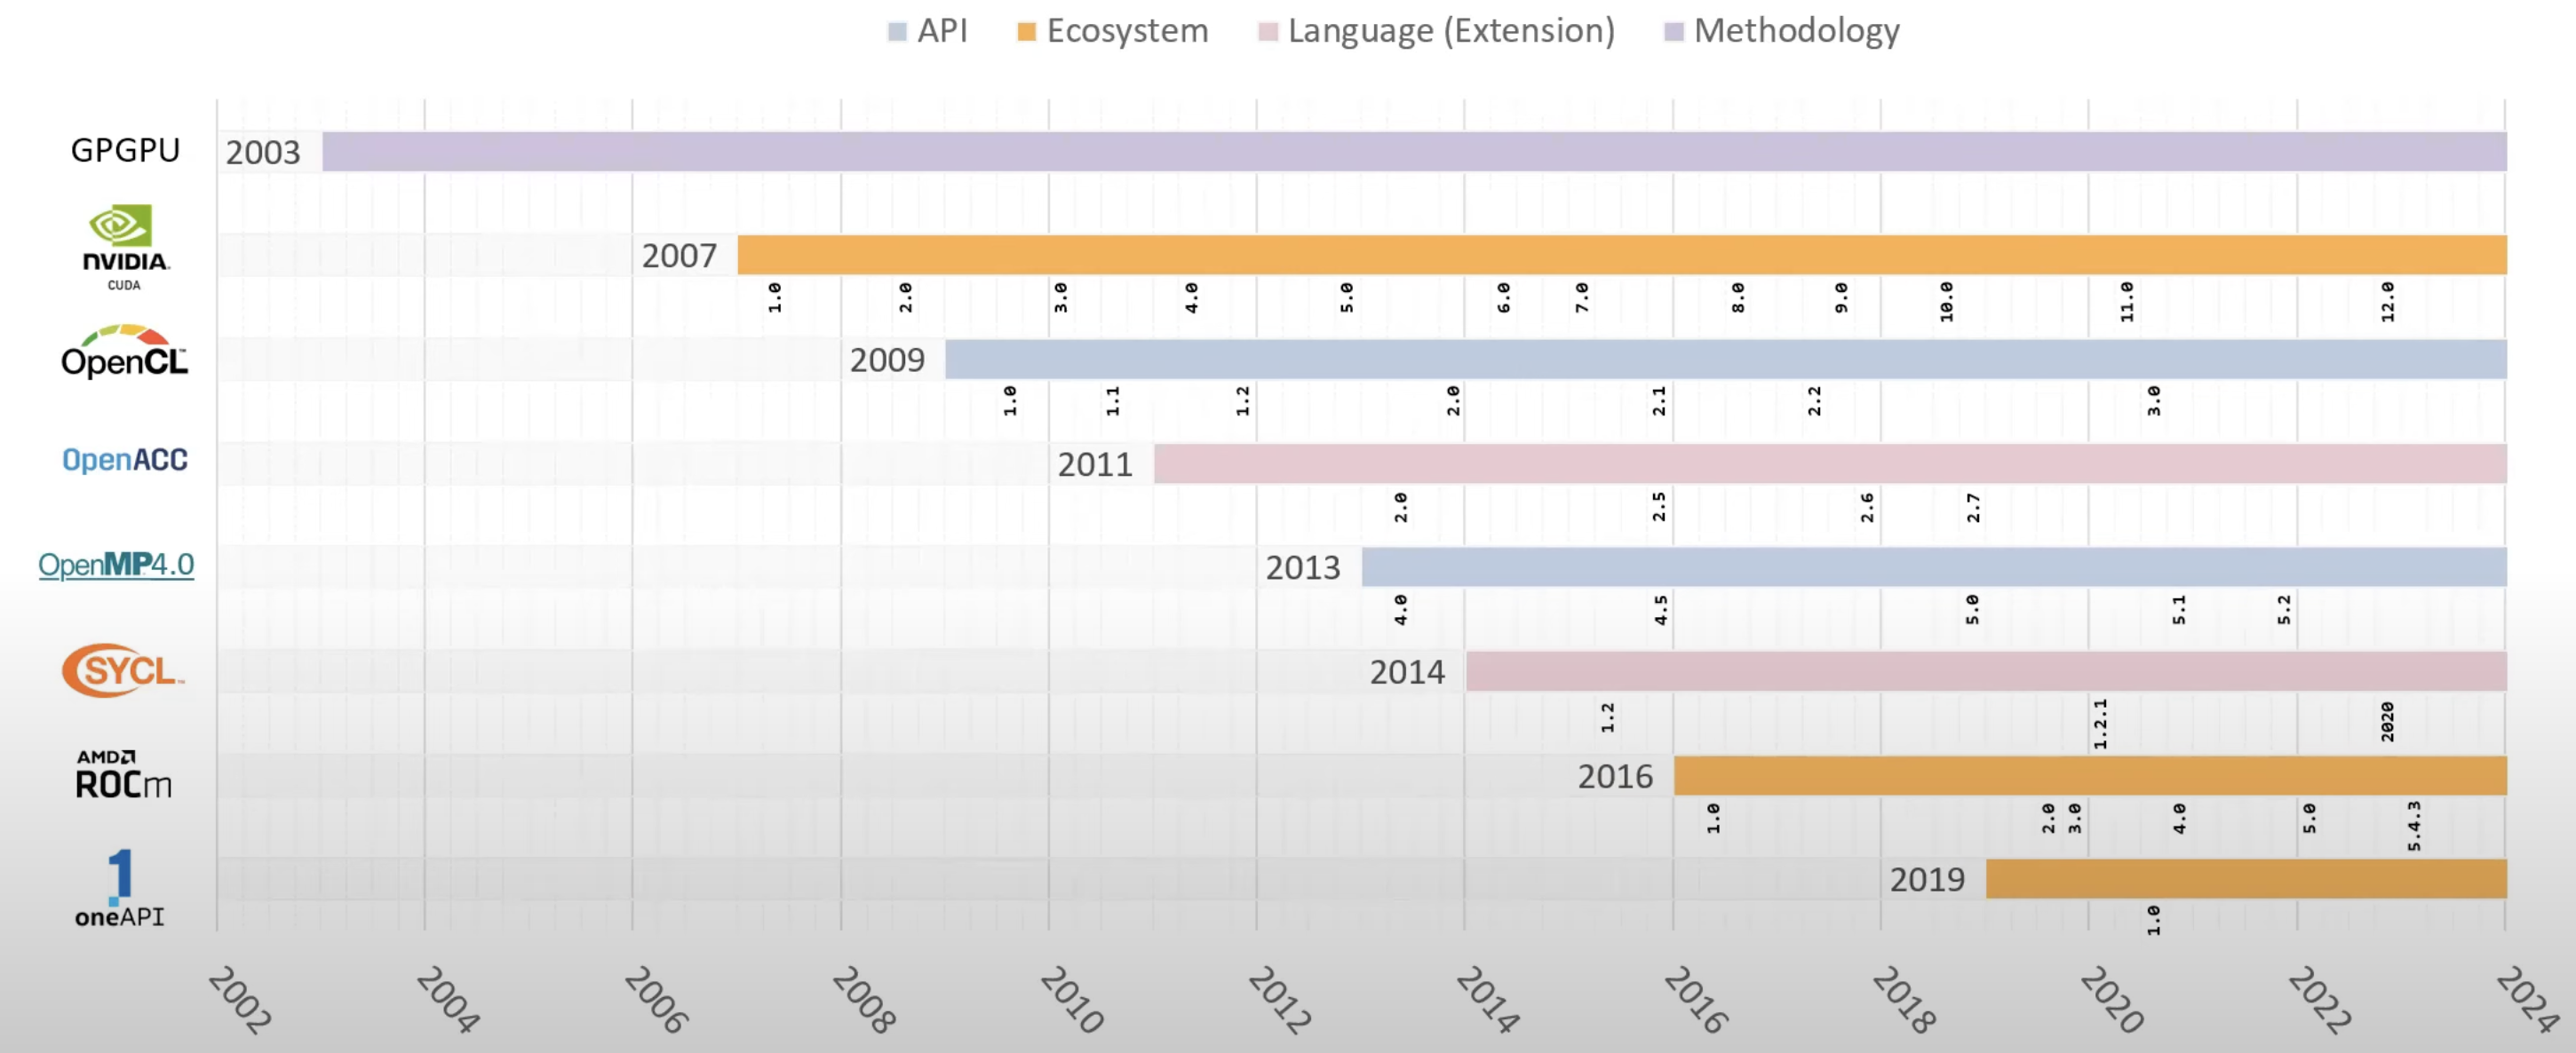 API Ecosystem Language (Extension) Methodology
GPGPU 2003
NVIDIA.
CUDA
2007
1.0 2.0 3.0 4.0 5.0 6.0 7.0 8.0 9.0 10.0 11.0 12.0
OpenCL™ 2009
1.0 1.1 1.2 2.0 2.1 2.2 3.0
OpenACC 2011
2.0 2.5 2.6 2.7
OpenMP4.0 2013
4.0 4.5 5.0 5.1 5.2
SYCL™ 2014
1.2 1.2.1 2020
AMD
ROCm 2016
1.0 2.0 3.0 4.0 5.0 5.4.3
1 2019
oneAPI
1.0
2002 2004 2006 2008 2010 2012 2014 2016 2018 2020 2022 2024